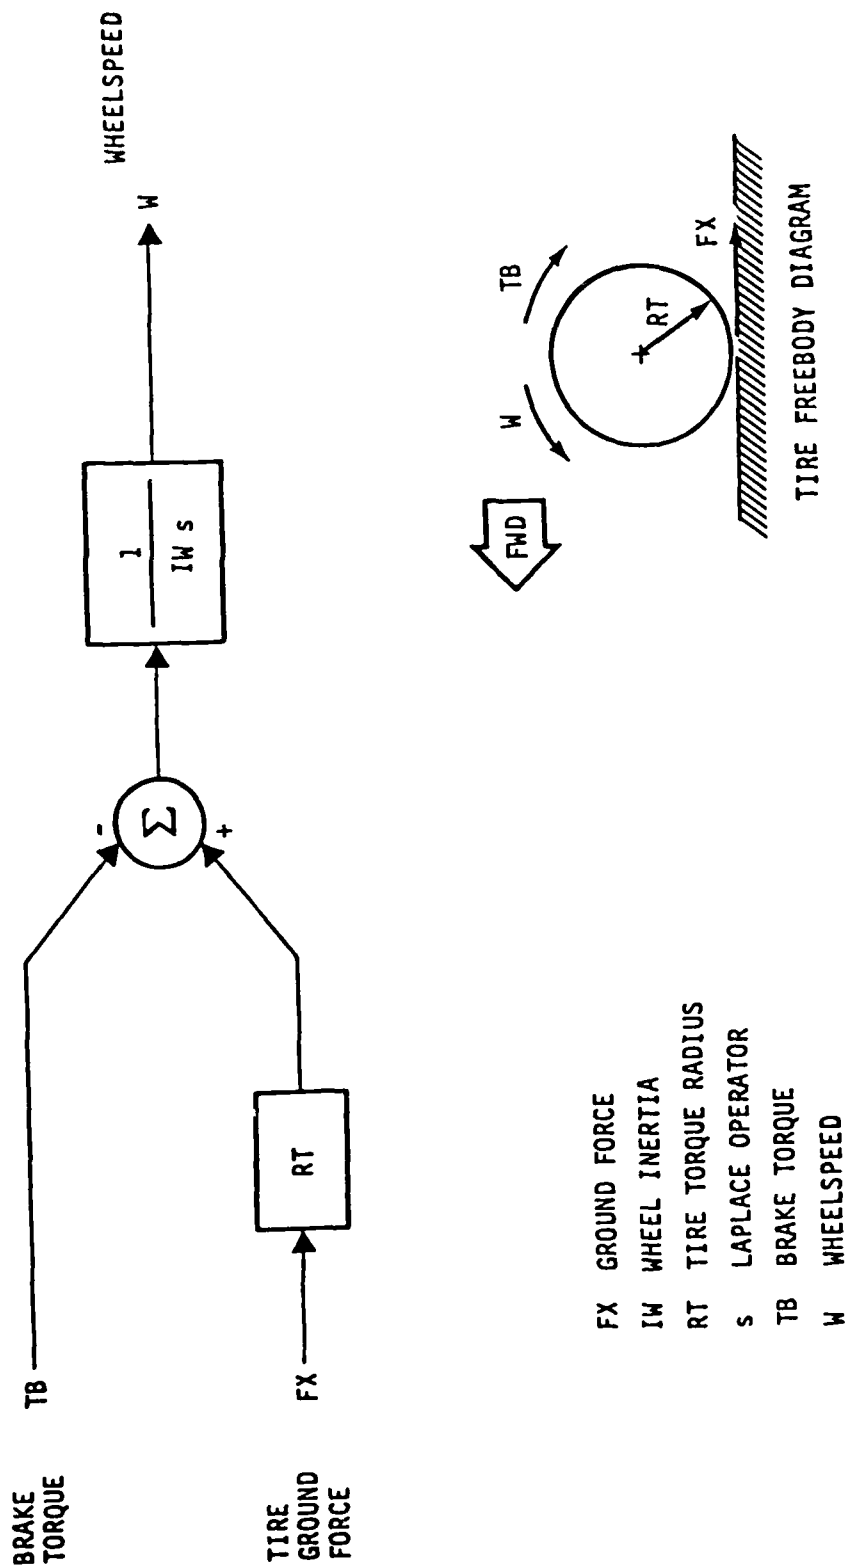 BRAKE
TORQUE
TB
-
Σ
+
1
IW s
W
WHEELSPEED
TIRE
GROUND
FORCE
FX
RT
FX GROUND FORCE
IW WHEEL INERTIA
RT TIRE TORQUE RADIUS
s LAPLACE OPERATOR
TB BRAKE TORQUE
W WHEELSPEED
FWD
W
TB
+
RT
FX
TIRE FREEBODY DIAGRAM